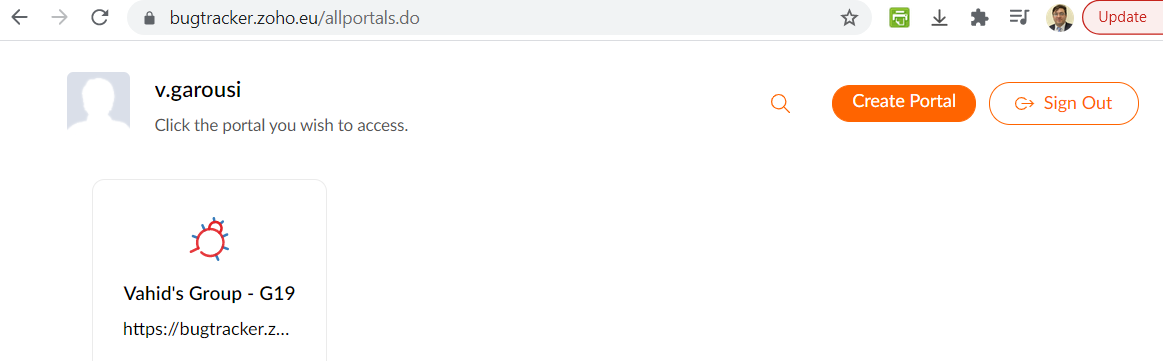 bugtracker.zoho.eu/allportals.do
Update
v.garousi
Click the portal you wish to access.
Create Portal
Sign Out
Vahid's Group - G19
https://bugtracker.z...